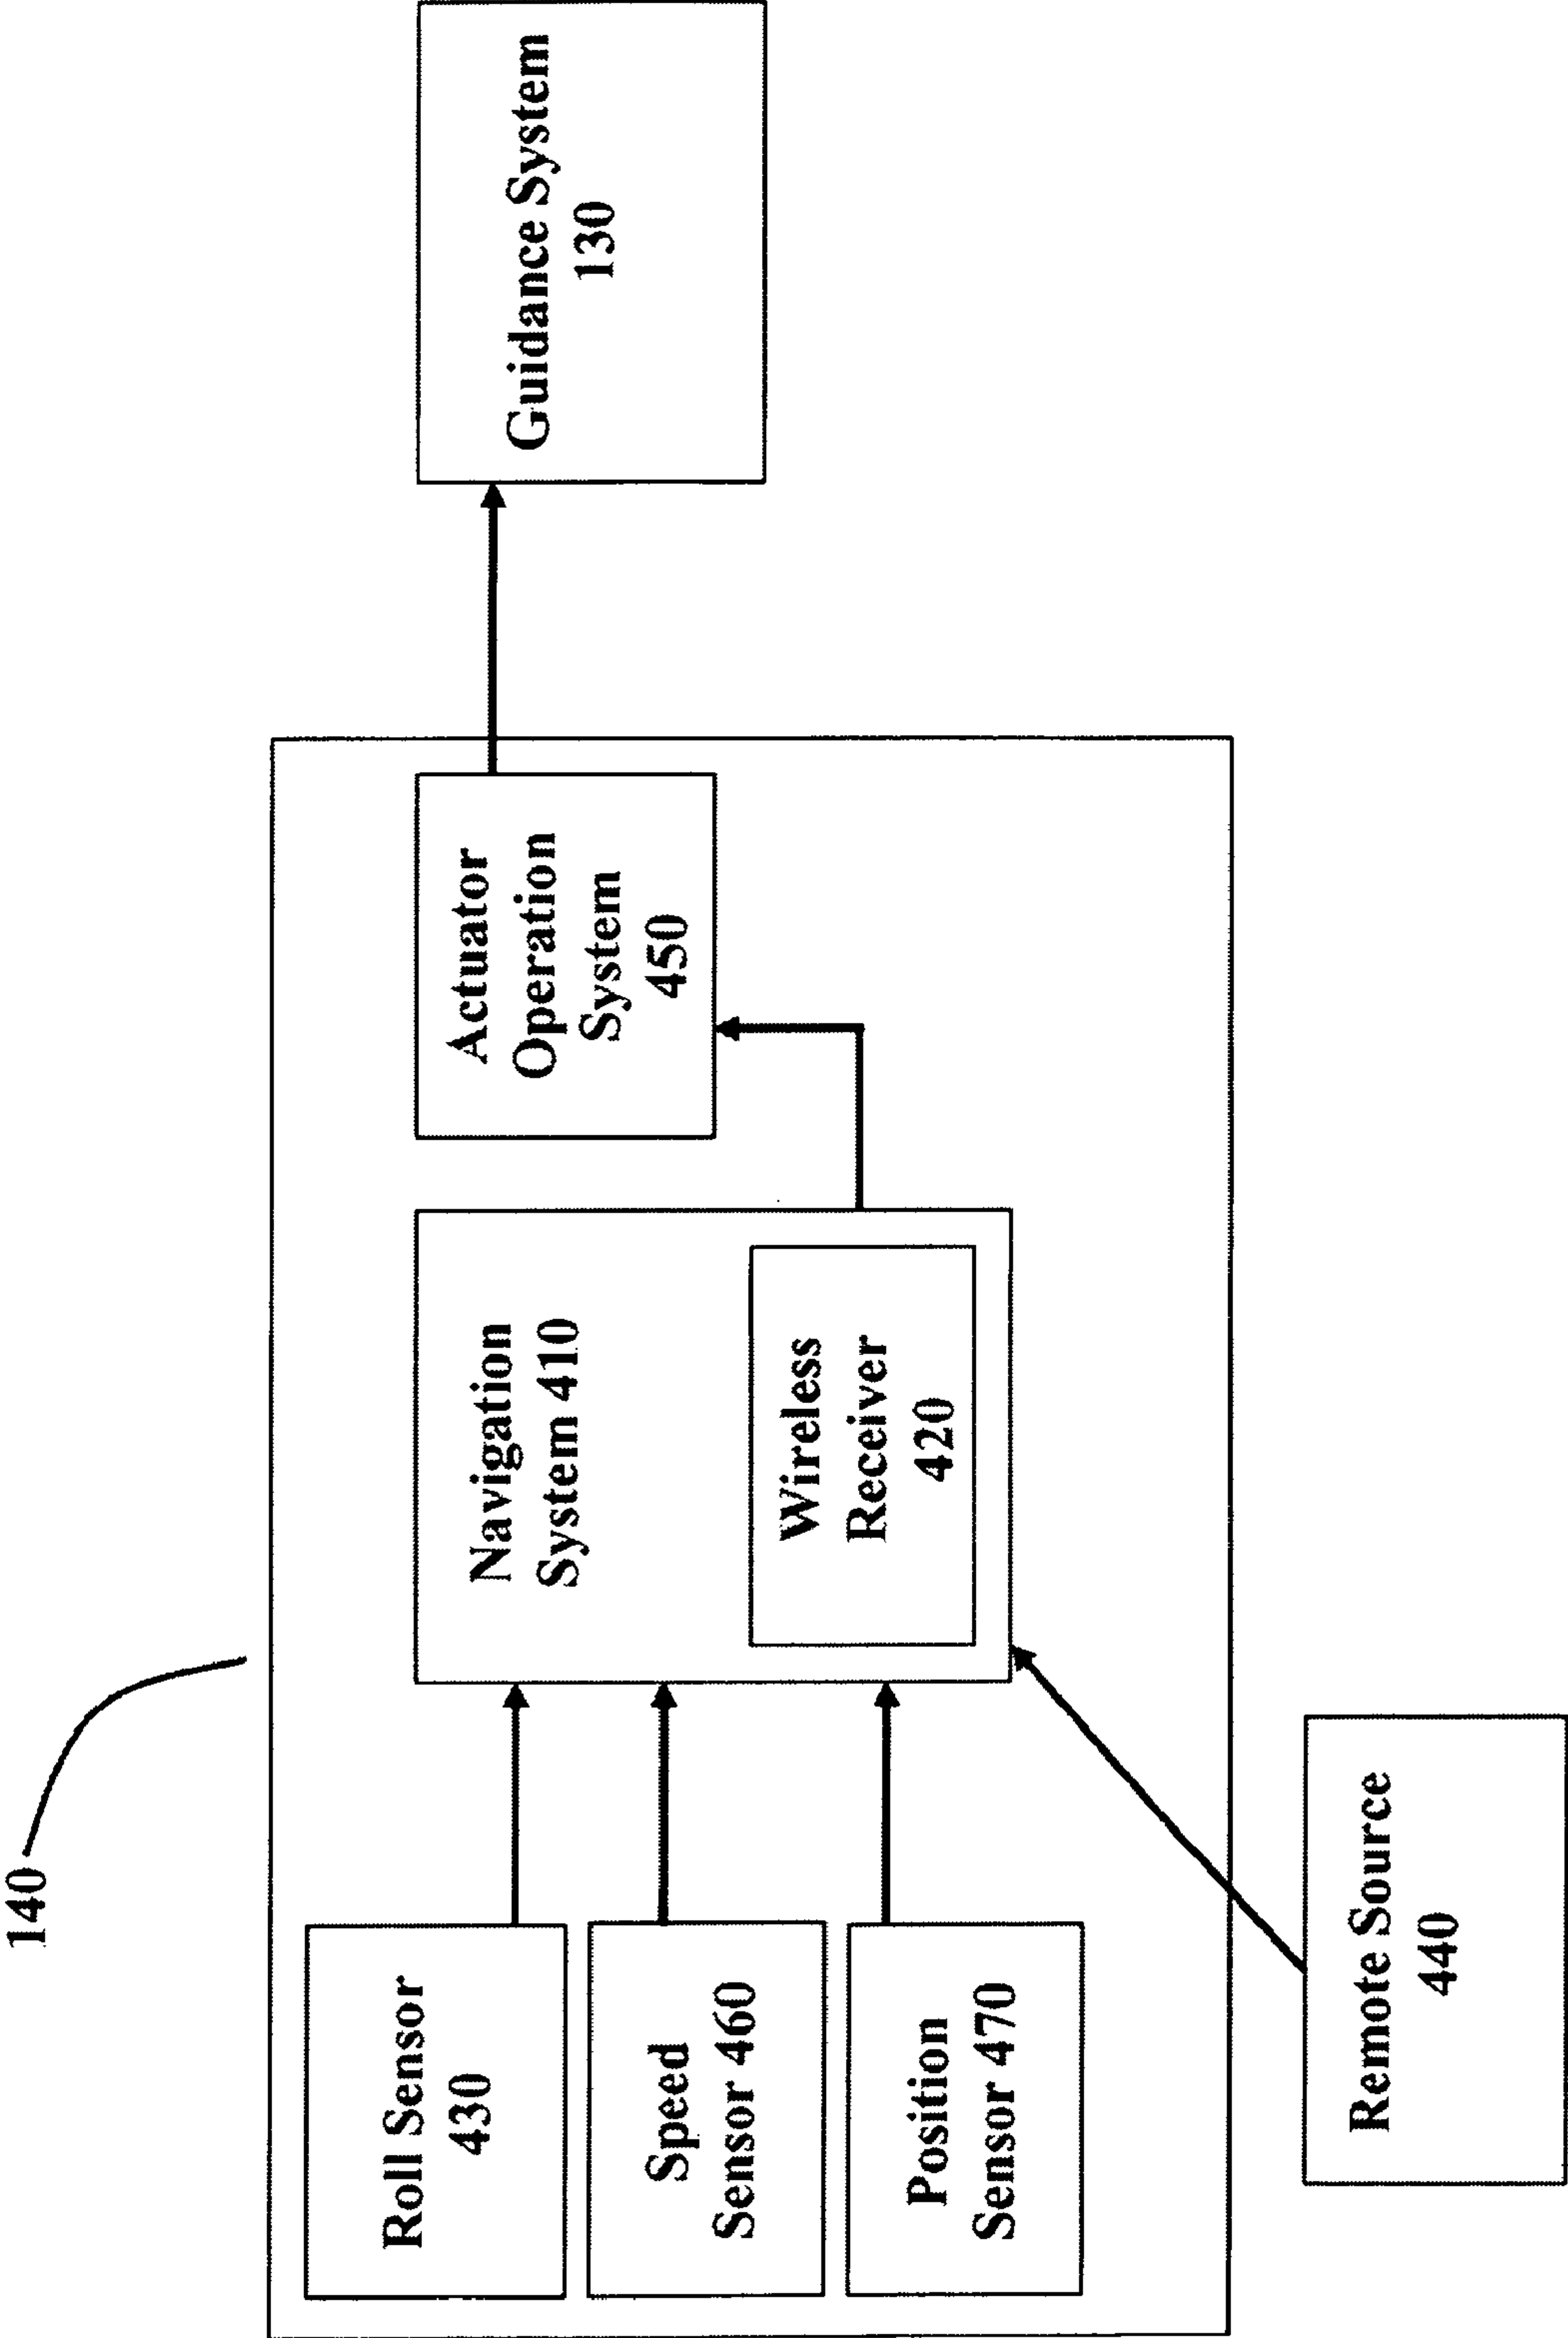 140
Roll Sensor
430
Speed
Sensor 460
Position
Sensor 470
Remote Source
440
Navigation
System 410
Wireless
Receiver
420
Actuator
Operation
System
450
Guidance System
130